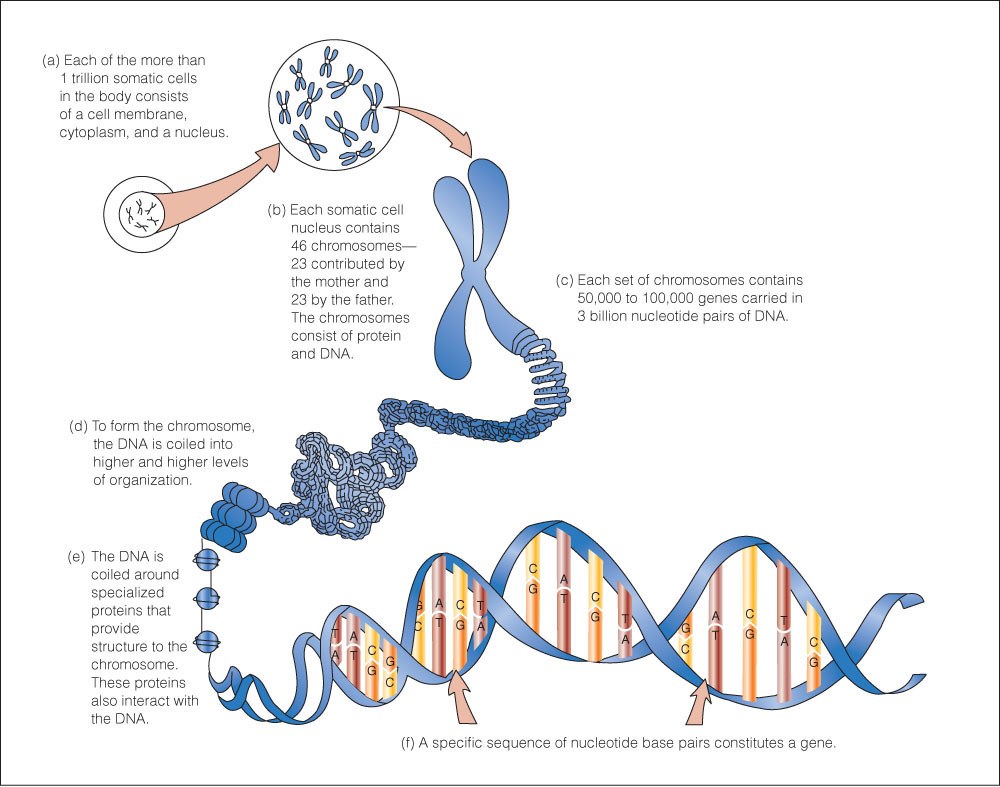 (a) Each of the more than
1 trillion somatic cells
in the body consists
of a cell membrane,
cytoplasm, and a nucleus.
(b) Each somatic cell
nucleus contains
46 chromosomes—
23 contributed by
the mother and
23 by the father.
The chromosomes
consist of protein
and DNA.
(c) Each set of chromosomes contains
50,000 to 100,000 genes carried in
3 billion nucleotide pairs of DNA.
(d) To form the chromosome,
the DNA is coiled into
higher and higher levels
of organization.
(e) The DNA is
coiled around
specialized
proteins that
provide
structure to the
chromosome.
These proteins
also interact with
the DNA.
T A C G
A T G C
G A C T
C T G A
C A C T
G T G A
G A C T C
C T G A G
(f) A specific sequence of nucleotide base pairs constitutes a gene.